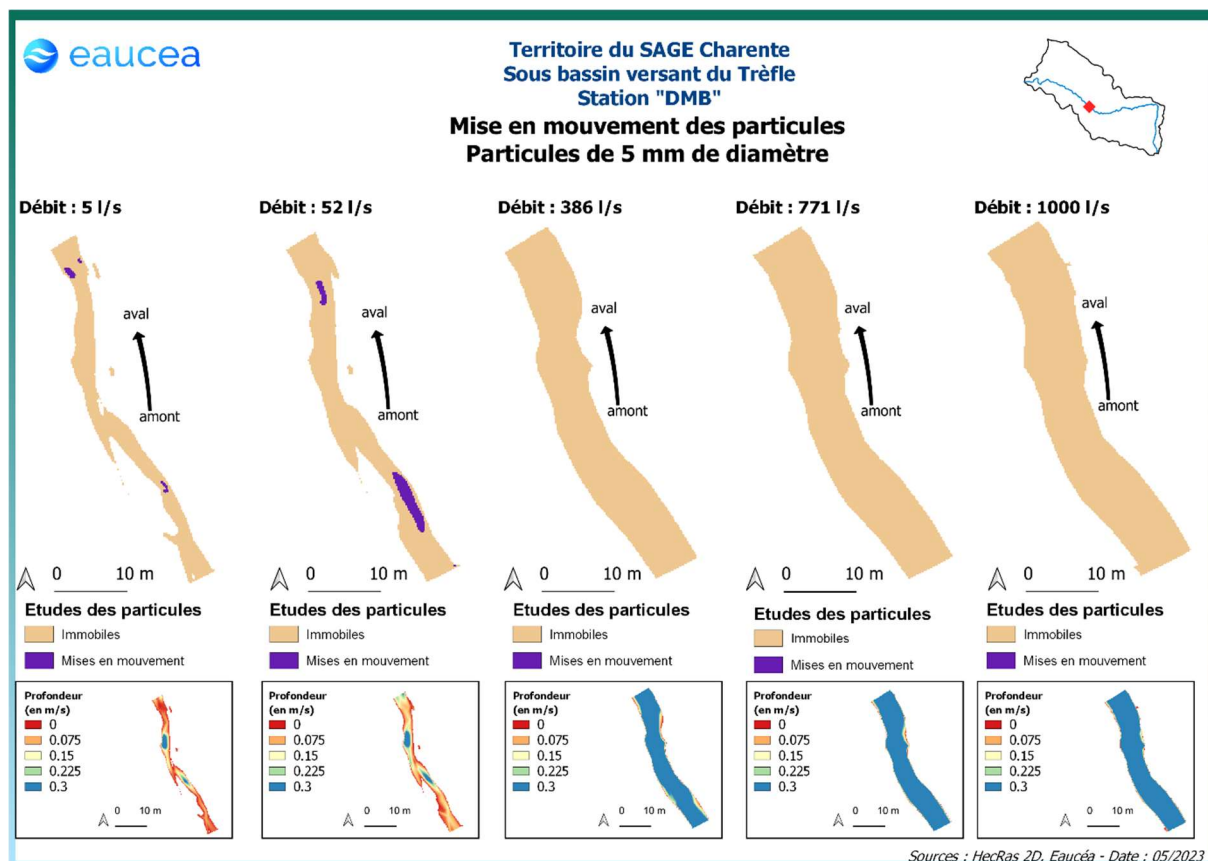 eaucea
Territoire du SAGE Charente
Sous bassin versant du Trèfle
Station "DMB"
Mise en mouvement des particules
Particules de 5 mm de diamètre
Débit : 5 l/s
aval
amont
0 10 m
Etudes des particules
Immobiles
Mises en mouvement
Profondeur
(en m/s)
0
0.075
0.15
0.225
0.3
0 10 m
Débit : 52 l/s
aval
amont
0 10 m
Etudes des particules
Immobiles
Mises en mouvement
Profondeur
(en m/s)
0
0.075
0.15
0.225
0.3
0 10 m
Débit : 386 l/s
aval
amont
0 10 m
Etudes des particules
Immobiles
Mises en mouvement
Profondeur
(en m/s)
0
0.075
0.15
0.225
0.3
0 10 m
Débit : 771 l/s
aval
amont
0 10 m
Etudes des particules
Immobiles
Mises en mouvement
Profondeur
(en m/s)
0
0.075
0.15
0.225
0.3
0 10 m
Débit : 1000 l/s
aval
amont
0 10 m
Etudes des particules
Immobiles
Mises en mouvement
Profondeur
(en m/s)
0
0.075
0.15
0.225
0.3
0 10 m
Sources : HecRas 2D, Eaucéa - Date : 05/2023